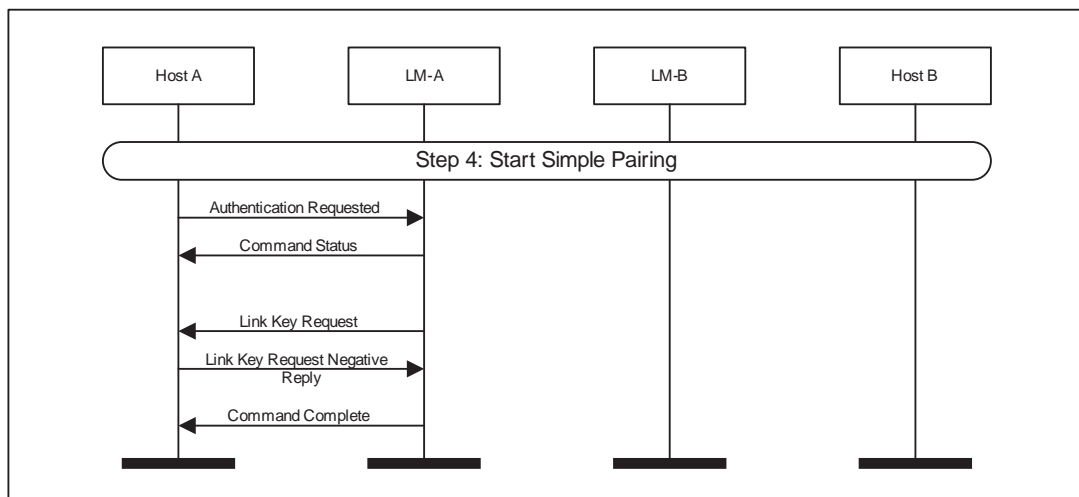 Host A
LM-A
LM-B
Host B
Step 4: Start Simple Pairing
Authentication Requested
Command Status
Link Key Request
Link Key Request Negative
Reply
Command Complete